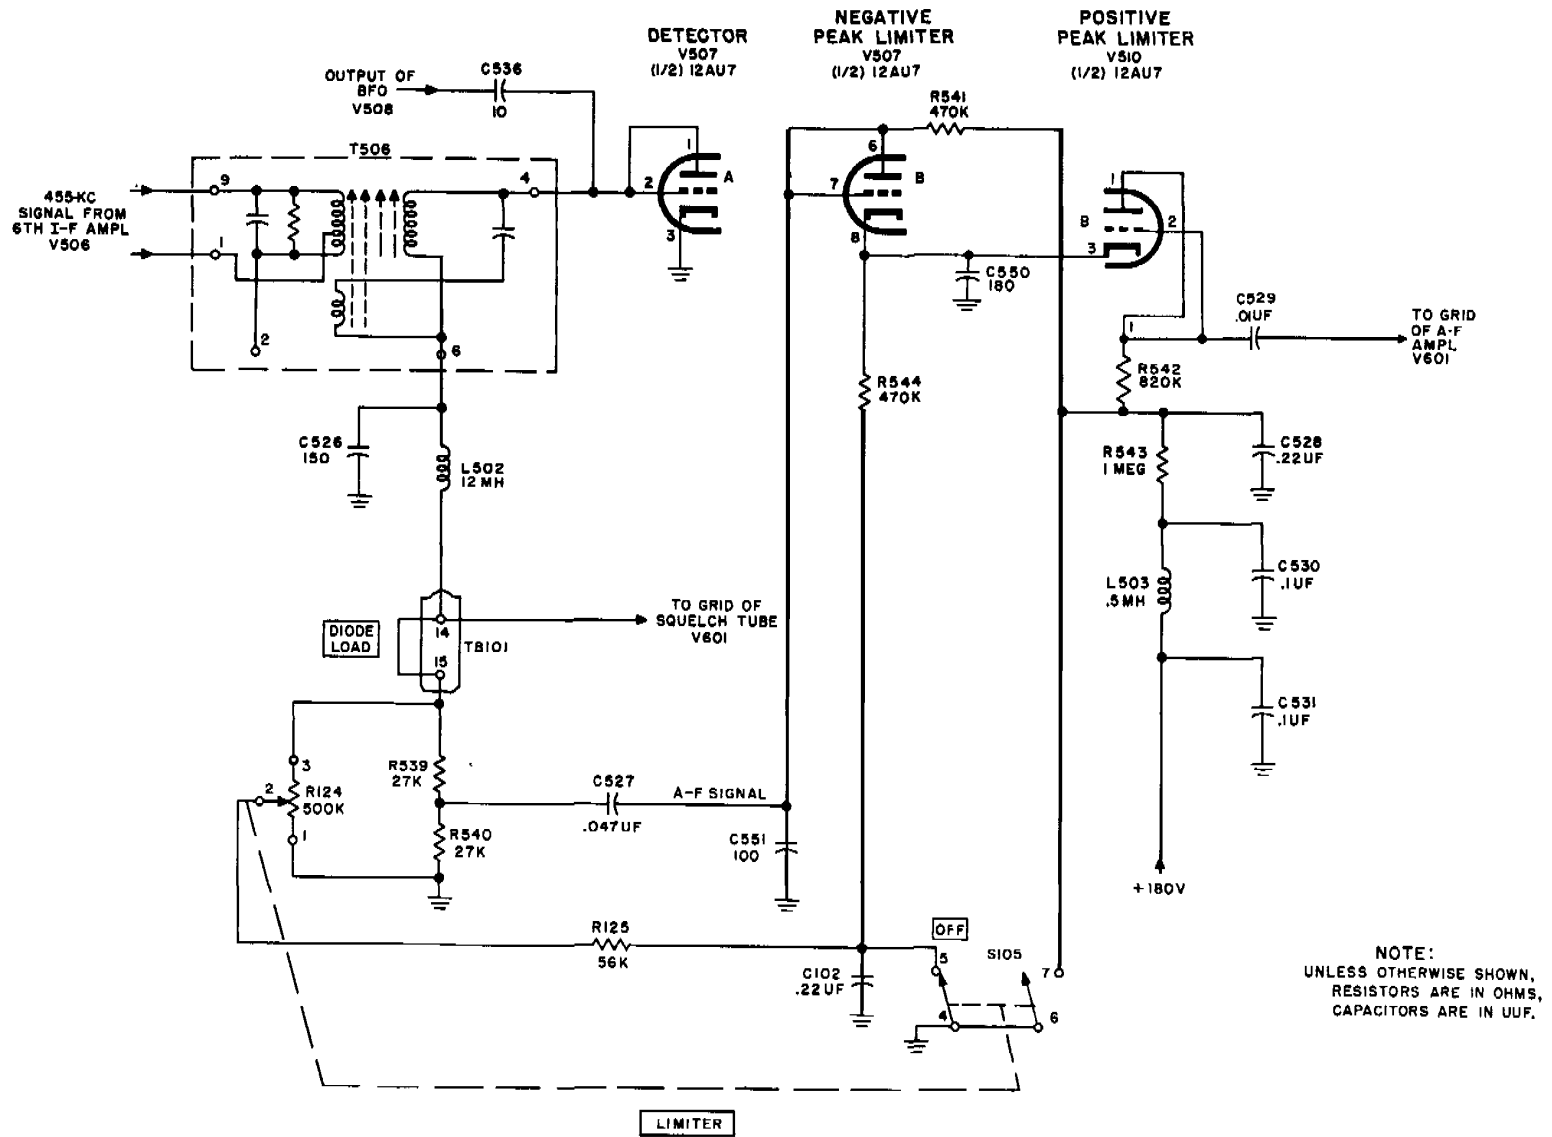 DETECTOR
V507
(1/2) 12AU7
NEGATIVE
PEAK LIMITER
V507
(1/2) 12AU7
POSITIVE
PEAK LIMITER
V510
(1/2) 12AU7
OUTPUT OF
BFO
V508
C536
10
R541
470K
T506
455-KC
SIGNAL FROM
6TH I-F AMPL
V506
9
1
2
4
6
1
2
3
A
6
7
8
B
1
2
3
B
C550
180
C529
.01UF
TO GRID
OF A-F
AMPL
V601
1
R542
820K
R544
470K
C526
150
L502
12MH
R543
1 MEG
C528
.22UF
C530
.1UF
L503
.5MH
C531
.1UF
+180V
DIODE
LOAD
14
15
TB101
TO GRID OF
SQUELCH TUBE
V601
3
2
1
R124
500K
R539
27K
R540
27K
C527
.047UF
A-F SIGNAL
C551
100
R125
56K
C102
.22UF
OFF
S105
5
4
7
6
LIMITER
NOTE:
UNLESS OTHERWISE SHOWN,
RESISTORS ARE IN OHMS,
CAPACITORS ARE IN UUF.